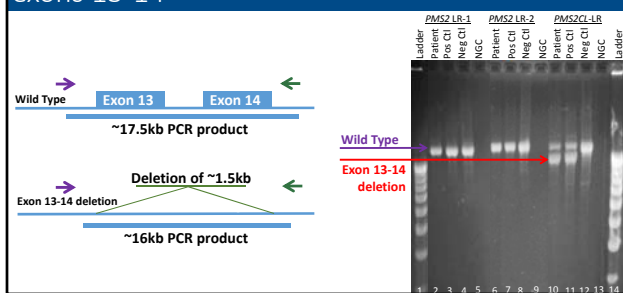 exons 13-14
PMS2 LR-1 PMS2 LR-2 PMS2CL-LR
Ladder Patient Pos Ctl Neg Ctl NGC Patient Pos Ctl Neg Ctl NGC Patient Pos Ctl Neg Ctl NGC Ladder
Wild Type
Exon 13
Exon 14
~17.5kb PCR product
Deletion of ~1.5kb
Exon 13-14 deletion
~16kb PCR product
Wild Type
Exon 13-14
deletion
1 2 3 4 5 6 7 8 9 10 11 12 13 14